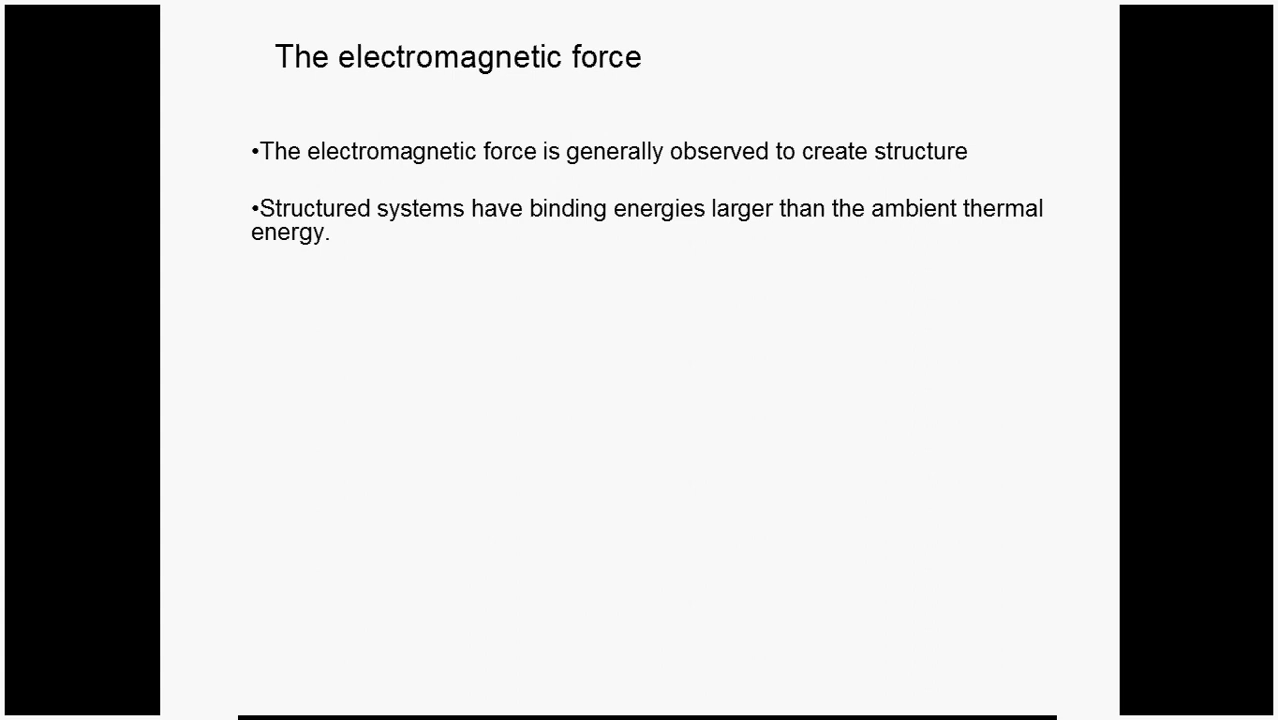 The electromagnetic force
•The electromagnetic force is generally observed to create structure
•Structured systems have binding energies larger than the ambient thermal
energy.